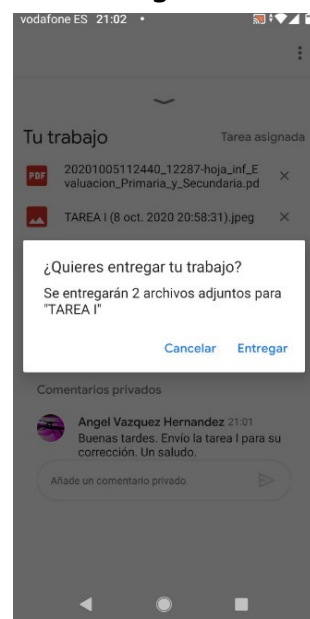 vodafone ES 21:02 •
Tu trabajo Tarea asignada
PDF 20201005112440_12287-hoja_inf_E
valuacion_Primaria_y_Secundaria.pd
TAREA I (8 oct. 2020 20:58:31).jpeg
¿Quieres entregar tu trabajo?
Se entregarán 2 archivos adjuntos para
"TAREA I"
Cancelar Entregar
Comentarios privados
Angel Vazquez Hernandez 21:01
Buenas tardes. Envío la tarea I para su
corrección. Un saludo.
Añade un comentario privado